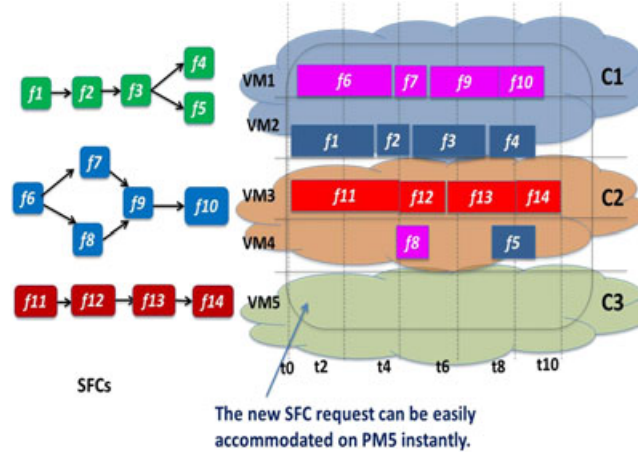 f4
f1 f2 f3
f5
f7
f6 f9 f10
f8
f11 f12 f13 f14
SFCs
VM1 f6 f7 f9 f10 C1
VM2 f1 f2 f3 f4
VM3 f11 f12 f13 f14 C2
VM4 f8 f5
VM5 C3
t0 t2 t4 t6 t8 t10
The new SFC request can be easily
accommodated on PM5 instantly.